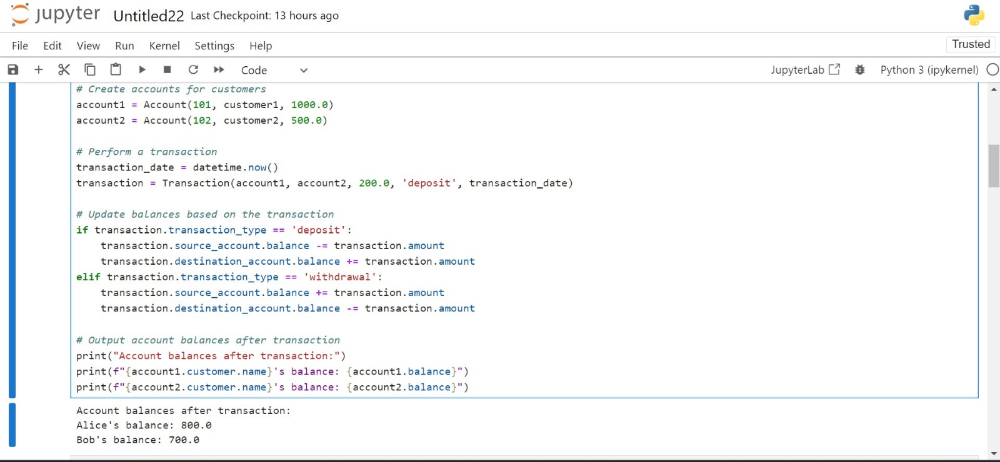 jupyter Untitled22 Last Checkpoint: 13 hours ago
File Edit View Run Kernel Settings Help Trusted
Code JupyterLab Python 3 (ipykernel)
# Create accounts for customers
account1 = Account(101, customer1, 1000.0)
account2 = Account(102, customer2, 500.0)
# Perform a transaction
transaction_date = datetime.now()
transaction = Transaction(account1, account2, 200.0, 'deposit', transaction_date)
# Update balances based on the transaction
if transaction.transaction_type == 'deposit':
    transaction.source_account.balance -= transaction.amount
    transaction.destination_account.balance += transaction.amount
elif transaction.transaction_type == 'withdrawal':
    transaction.source_account.balance += transaction.amount
    transaction.destination_account.balance -= transaction.amount
# Output account balances after transaction
print("Account balances after transaction:")
print(f"{account1.customer.name}'s balance: {account1.balance}")
print(f"{account2.customer.name}'s balance: {account2.balance}")
Account balances after transaction:
Alice's balance: 800.0
Bob's balance: 700.0